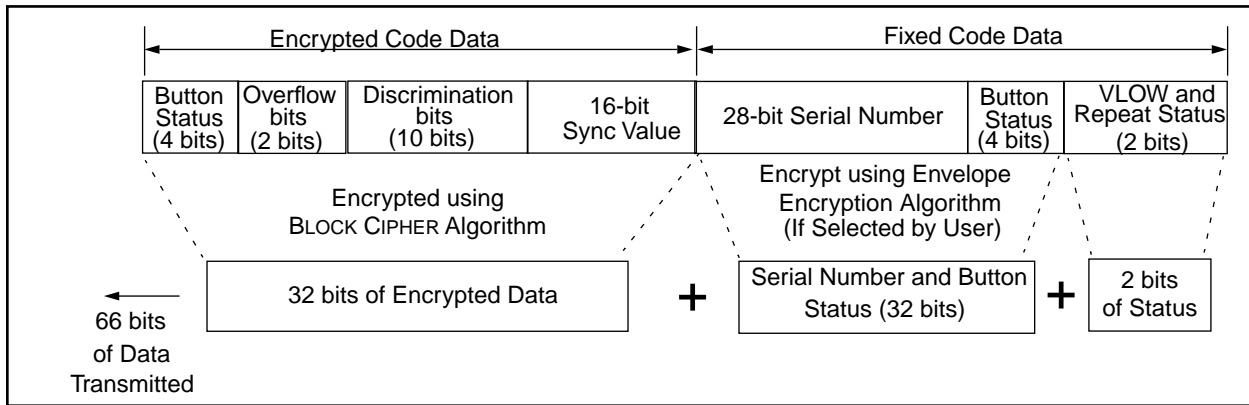 Encrypted Code Data
Fixed Code Data
Button
Status
(4 bits)
Overflow
bits
(2 bits)
Discrimination
bits
(10 bits)
16-bit
Sync Value
28-bit Serial Number
Button
Status
(4 bits)
VLOW and
Repeat Status
(2 bits)
Encrypted using
BLOCK CIPHER Algorithm
Encrypt using Envelope
Encryption Algorithm
(If Selected by User)
32 bits of Encrypted Data
+
Serial Number and Button
Status (32 bits)
+
2 bits
of Status
66 bits
of Data
Transmitted